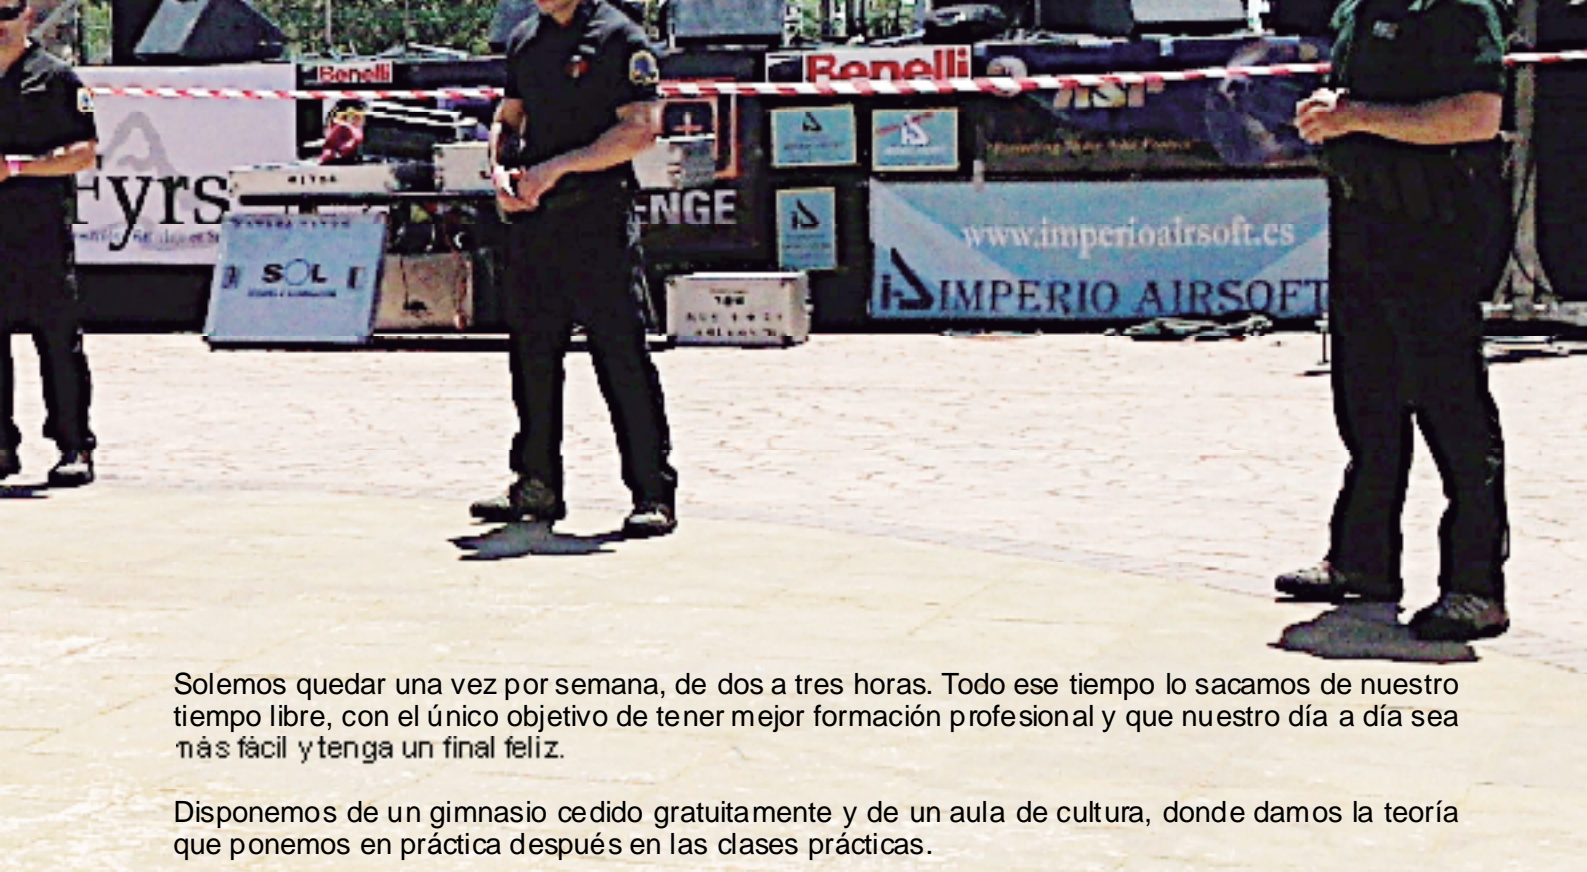 Benelli
Benelli
ASP
Fyrs
ENGE
www.imperioairsoft.es
IMPERIO AIRSOFT
SOL
Solemos quedar una vez por semana, de dos a tres horas. Todo ese tiempo lo sacamos de nuestro
tiempo libre, con el único objetivo de tener mejor formación profesional y que nuestro día a día sea
más fácil y tenga un final feliz.
Disponemos de un gimnasio cedido gratuitamente y de un aula de cultura, donde damos la teoría
que ponemos en práctica después en las clases prácticas.